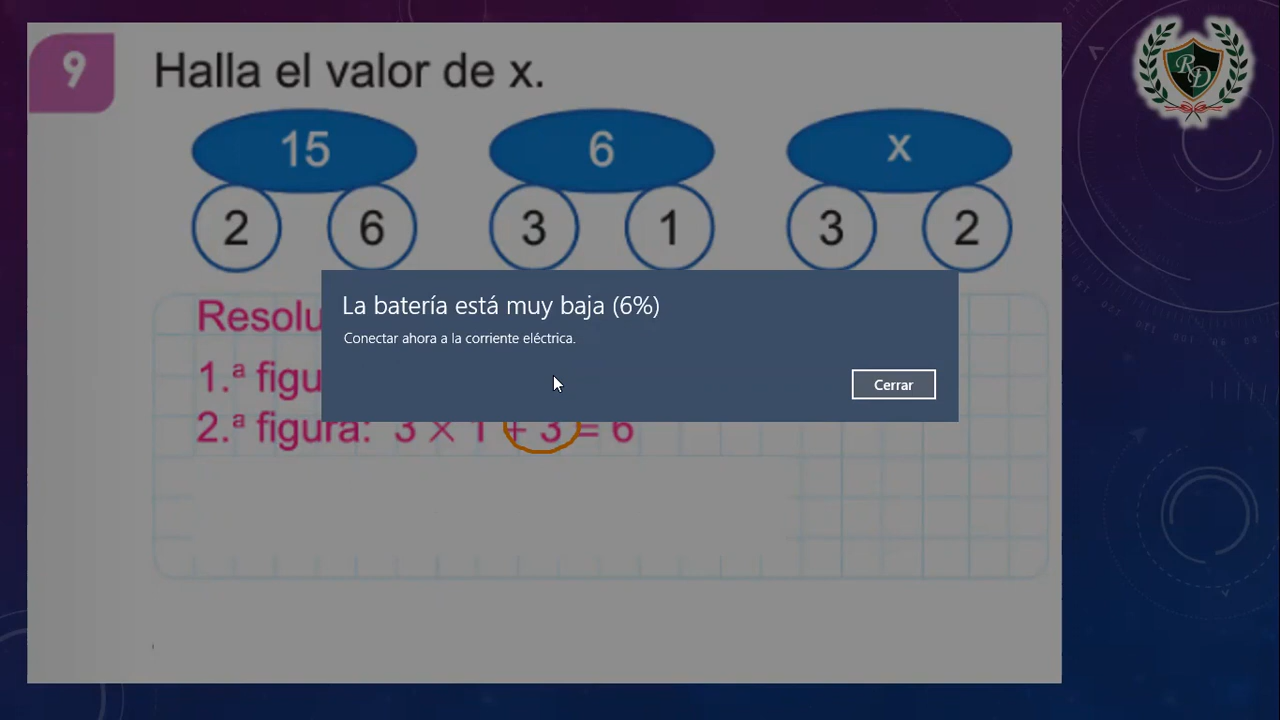 9 Halla el valor de x.
15 6 x
2 6 3 1 3 2
La batería está muy baja (6%)
Conectar ahora a la corriente eléctrica.
Cerrar
Resolu
1.ª figu
2.ª figura: 3 × 1 + 3 = 6
RD